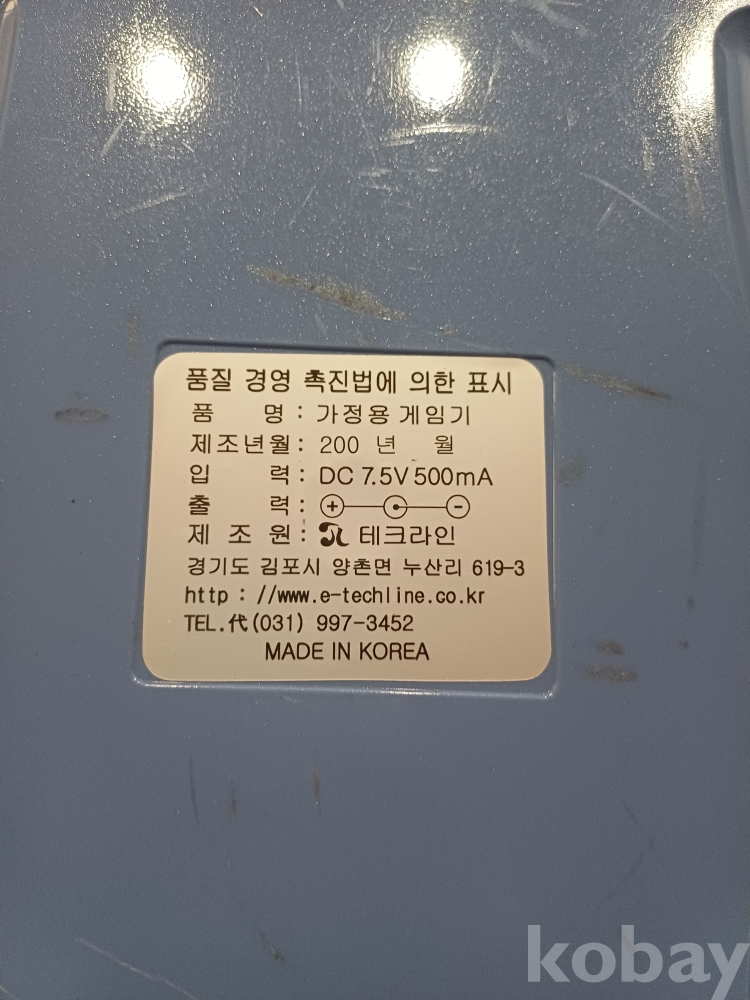 품질 경영 촉진법에 의한 표시
품 명 : 가정용 게임기
제조년월 : 200 년 월
입 력 : DC 7.5V 500mA
출 력 : + −
제 조 원 : 테크라인
경기도 김포시 양촌면 누산리 619-3
http : //www.e-techline.co.kr
TEL.代(031) 997-3452
MADE IN KOREA
kobay